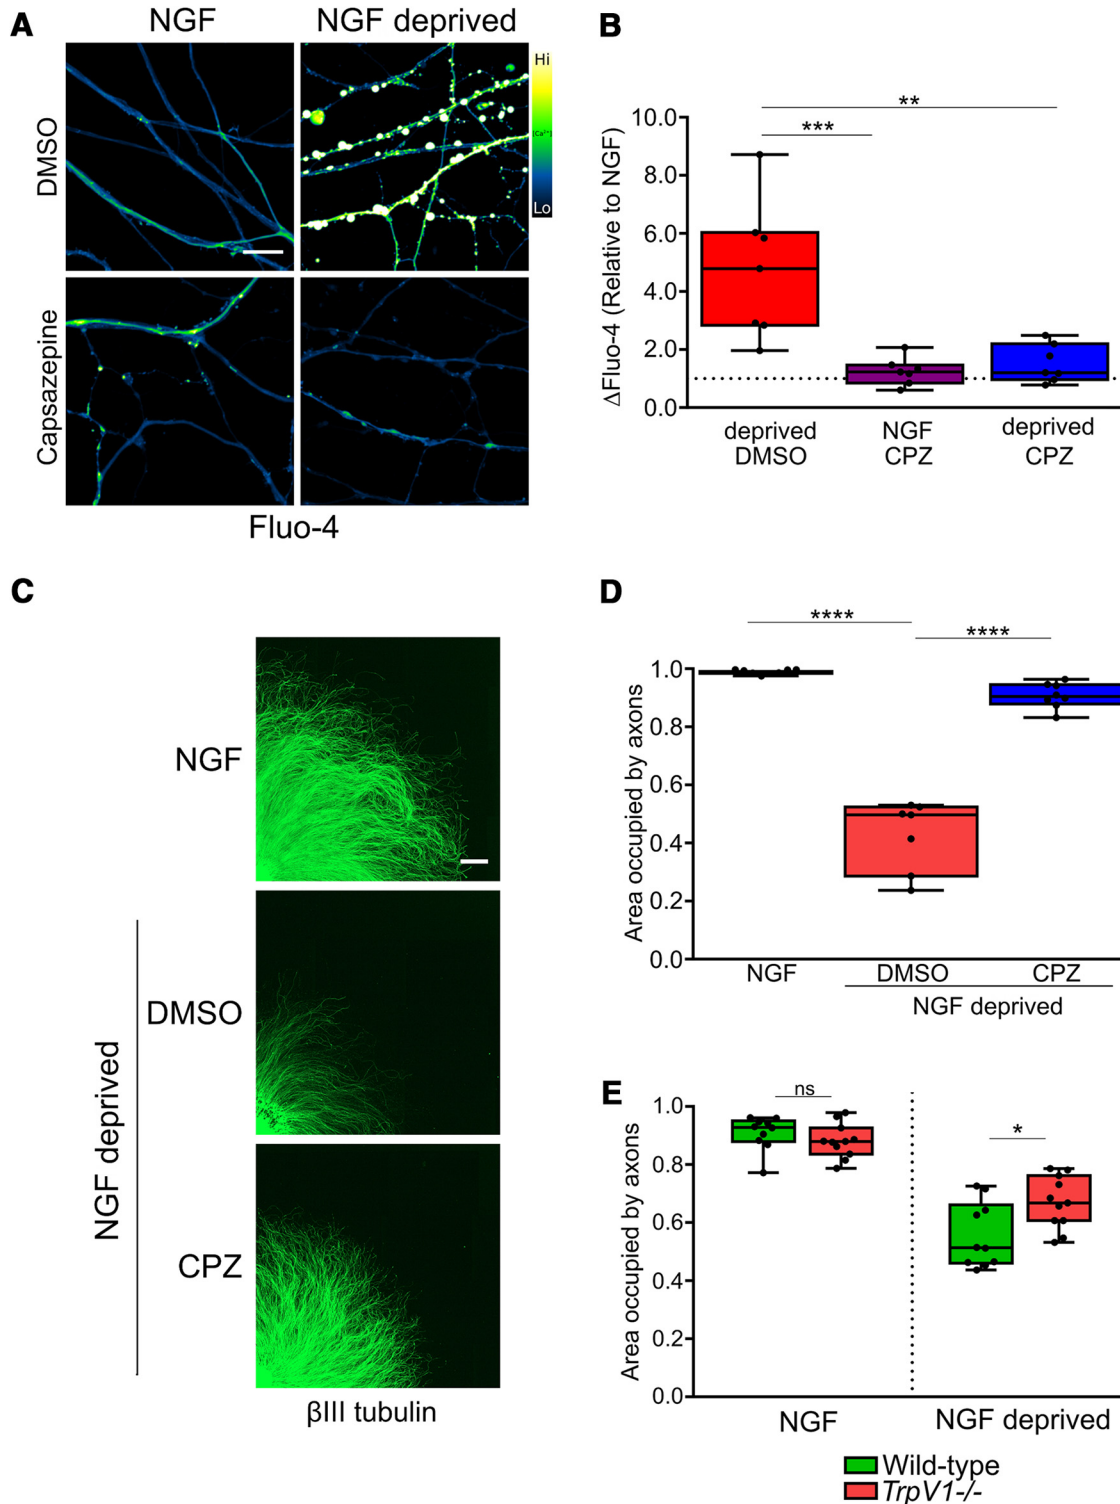 A
NGF
NGF deprived
DMSO
Hi
[Ca²⁺]
Lo
Capsazepine
Fluo-4
B
**
***
ΔFluo-4 (Relative to NGF)
10.0
8.0
6.0
4.0
2.0
0.0
deprived
DMSO
NGF
CPZ
deprived
CPZ
C
NGF
NGF deprived
DMSO
CPZ
βIII tubulin
D
****
****
Area occupied by axons
1.0
0.8
0.6
0.4
0.2
0.0
NGF
DMSO
CPZ
NGF deprived
E
ns
*
Area occupied by axons
1.0
0.8
0.6
0.4
0.2
0.0
NGF
NGF deprived
Wild-type
TrpV1-/-